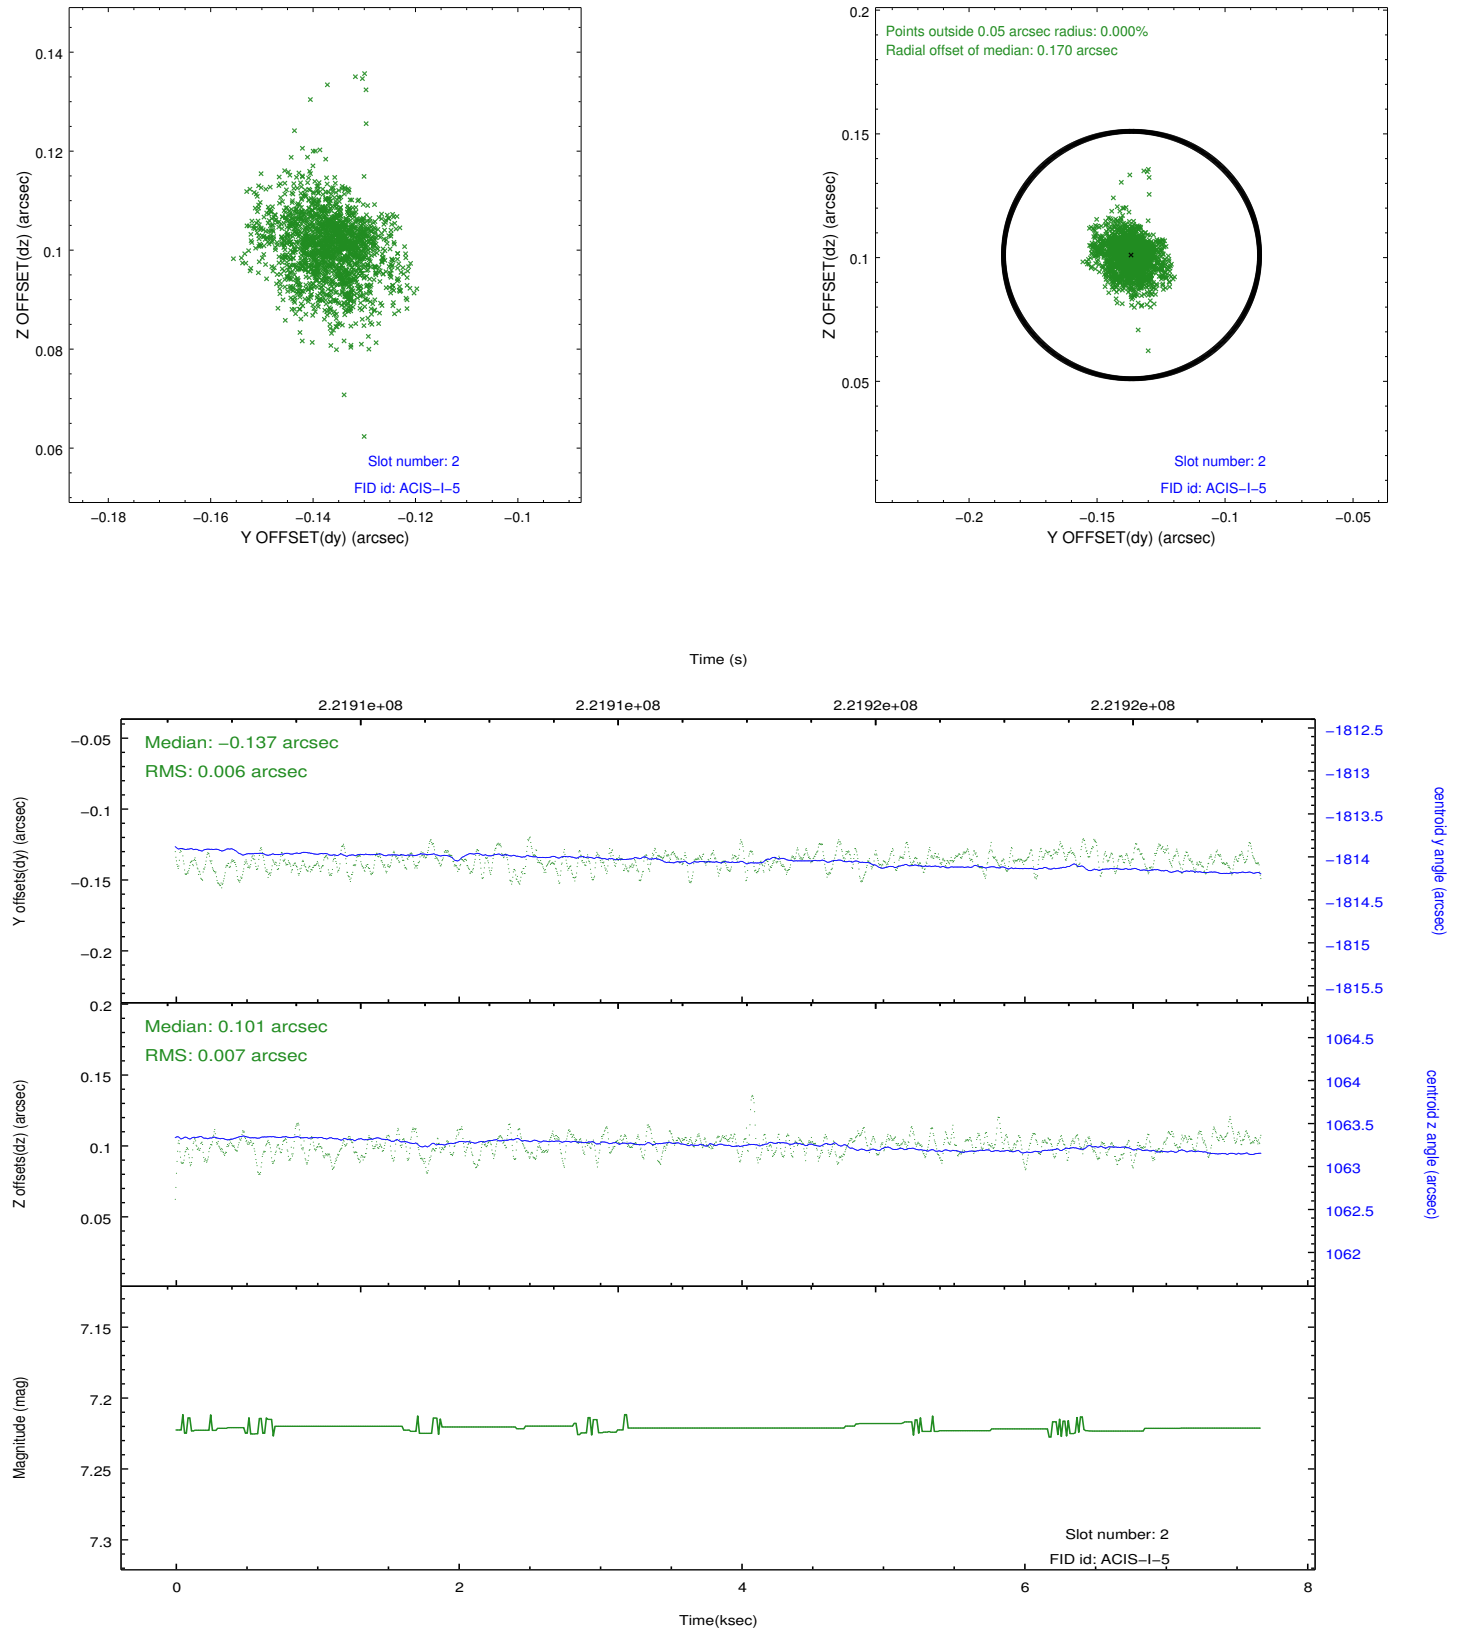 0.14
0.12
0.1
0.08
0.06
Z OFFSET(dz) (arcsec)
Slot number: 2
FID id: ACIS−I−5
−0.18 −0.16 −0.14 −0.12 −0.1
Y OFFSET(dy) (arcsec)
0.2
0.15
0.1
0.05
Z OFFSET(dz) (arcsec)
Points outside 0.05 arcsec radius: 0.000%
Radial offset of median: 0.170 arcsec
Slot number: 2
FID id: ACIS−I−5
−0.2 −0.15 −0.1 −0.05
Y OFFSET(dy) (arcsec)
Time (s)
2.2191e+08 2.2191e+08 2.2192e+08 2.2192e+08
−0.05
−0.1
−0.15
−0.2
Y offsets(dy) (arcsec)
Median: −0.137 arcsec
RMS: 0.006 arcsec
−1812.5
−1813
−1813.5
−1814
−1814.5
−1815
−1815.5
centroid y angle (arcsec)
0.2
0.15
0.1
0.05
Z offsets(dz) (arcsec)
Median: 0.101 arcsec
RMS: 0.007 arcsec
1064.5
1064
1063.5
1063
1062.5
1062
centroid z angle (arcsec)
7.15
7.2
7.25
7.3
Magnitude (mag)
Slot number: 2
FID id: ACIS−I−5
0 2 4 6 8
Time(ksec)